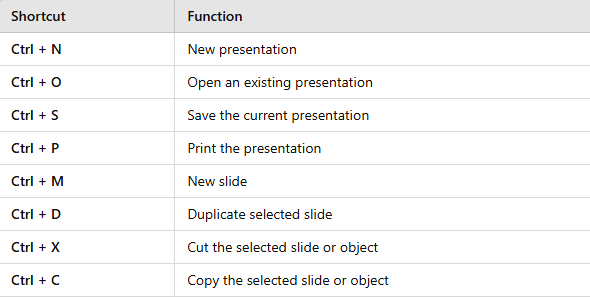 Shortcut Function
Ctrl + N New presentation
Ctrl + O Open an existing presentation
Ctrl + S Save the current presentation
Ctrl + P Print the presentation
Ctrl + M New slide
Ctrl + D Duplicate selected slide
Ctrl + X Cut the selected slide or object
Ctrl + C Copy the selected slide or object